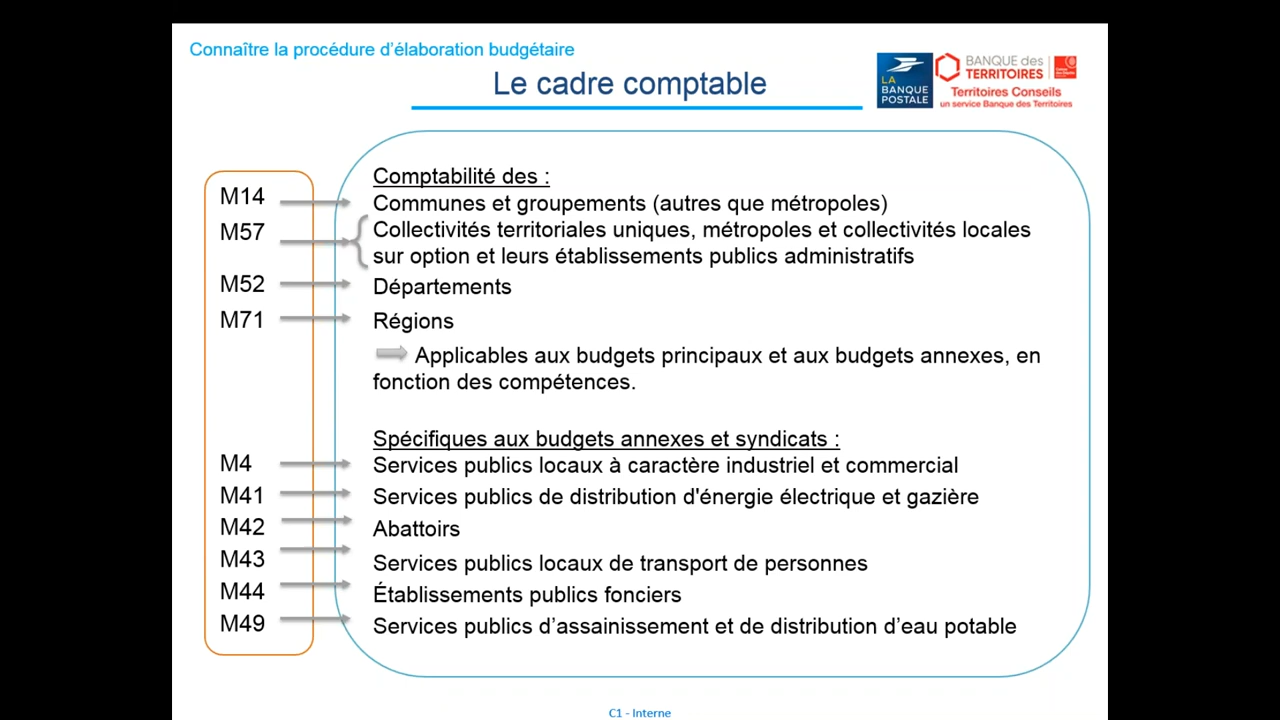 Connaître la procédure d'élaboration budgétaire
Le cadre comptable
LA
BANQUE
POSTALE
BANQUE des
TERRITOIRES
Territoires Conseils
un service Banque des Territoires
Comptabilité des :
M14
Communes et groupements (autres que métropoles)
M57
Collectivités territoriales uniques, métropoles et collectivités locales
sur option et leurs établissements publics administratifs
M52
Départements
M71
Régions
Applicables aux budgets principaux et aux budgets annexes, en
fonction des compétences.
Spécifiques aux budgets annexes et syndicats :
M4
Services publics locaux à caractère industriel et commercial
M41
Services publics de distribution d'énergie électrique et gazière
M42
Abattoirs
M43
Services publics locaux de transport de personnes
M44
Établissements publics fonciers
M49
Services publics d'assainissement et de distribution d'eau potable
C1 - Interne